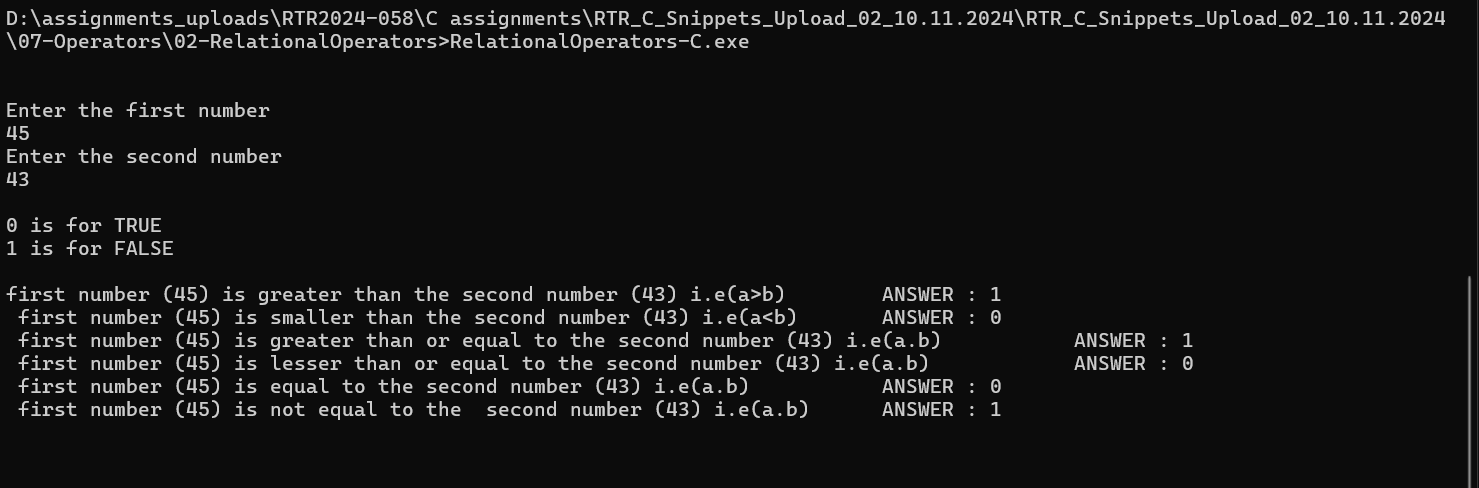 D:\assignments_uploads\RTR2024-058\C assignments\RTR_C_Snippets_Upload_02_10.11.2024\RTR_C_Snippets_Upload_02_10.11.2024
\07-Operators\02-RelationalOperators>RelationalOperators-C.exe
Enter the first number
45
Enter the second number
43
0 is for TRUE
1 is for FALSE
first number (45) is greater than the second number (43) i.e(a>b)        ANSWER : 1
 first number (45) is smaller than the second number (43) i.e(a<b)       ANSWER : 0
 first number (45) is greater than or equal to the second number (43) i.e(a.b)           ANSWER : 1
 first number (45) is lesser than or equal to the second number (43) i.e(a.b)            ANSWER : 0
 first number (45) is equal to the second number (43) i.e(a.b)           ANSWER : 0
 first number (45) is not equal to the  second number (43) i.e(a.b)      ANSWER : 1